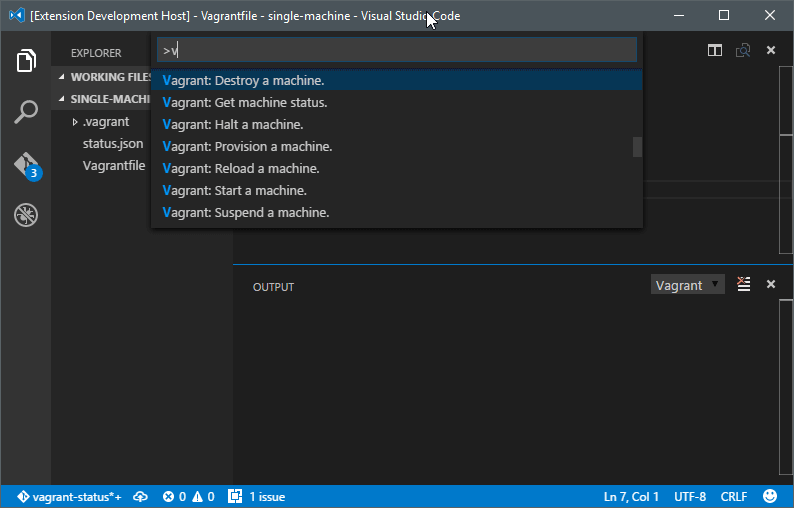 [Extension Development Host] - Vagrantfile - single-machine - Visual Studio Code
EXPLORER
WORKING FILES
SINGLE-MACHI
.vagrant
status.json
Vagrantfile
3
>v
Vagrant: Destroy a machine.
Vagrant: Get machine status.
Vagrant: Halt a machine.
Vagrant: Provision a machine.
Vagrant: Reload a machine.
Vagrant: Start a machine.
Vagrant: Suspend a machine.
OUTPUT
Vagrant
vagrant-status*+ 0 0 1 issue Ln 7, Col 1 UTF-8 CRLF